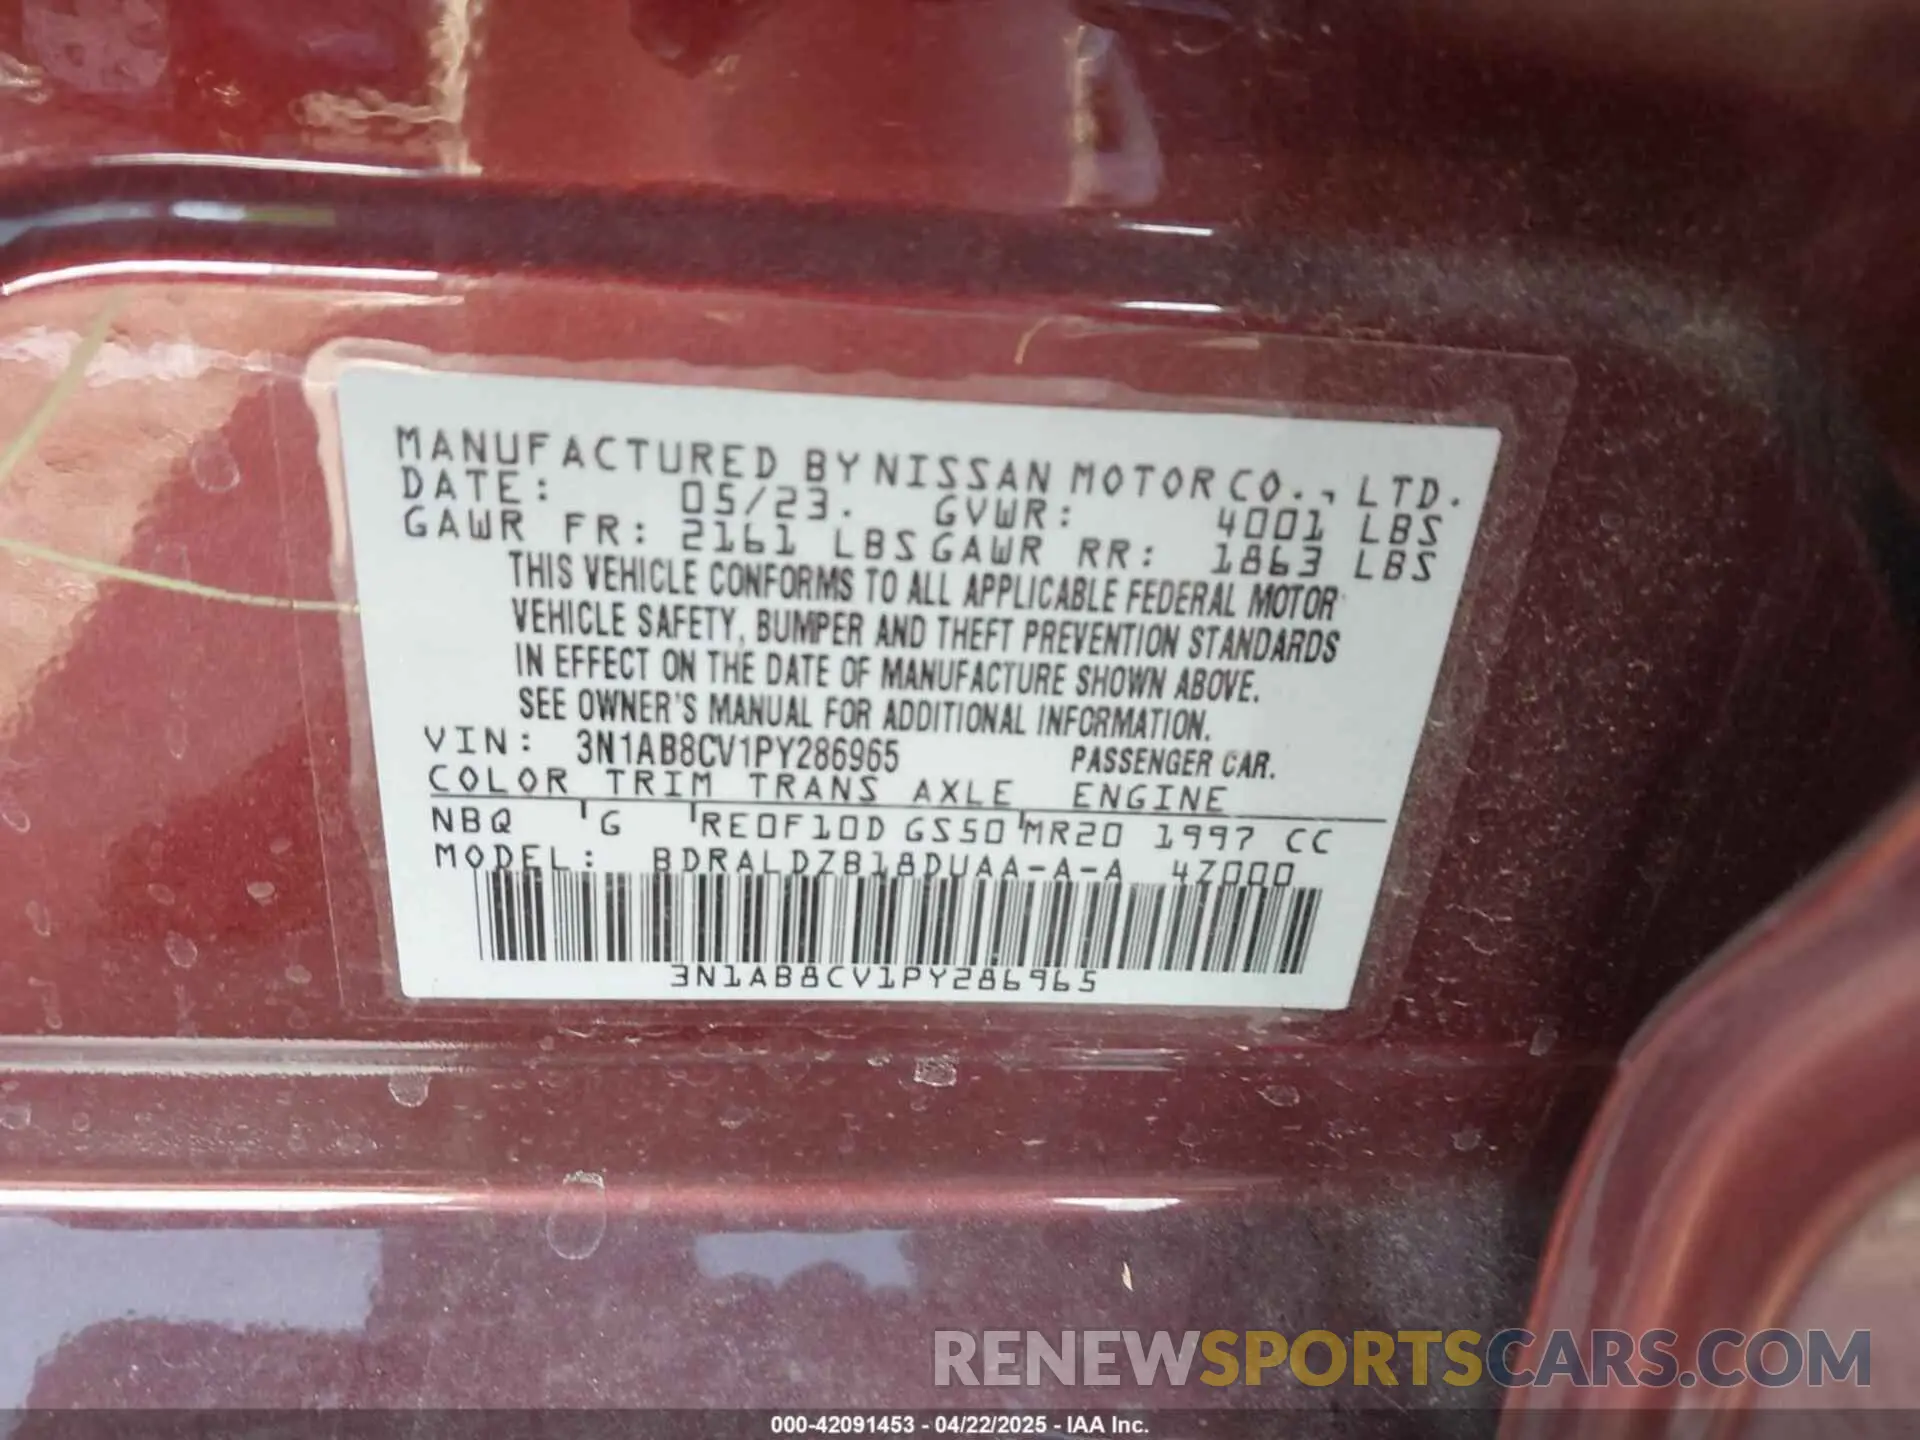 MANUFACTURED BY NISSAN MOTOR CO., LTD.
DATE: 05/23. GVWR: 4001 LBS
GAWR FR: 2161 LBS GAWR RR: 1863 LBS
THIS VEHICLE CONFORMS TO ALL APPLICABLE FEDERAL MOTOR
VEHICLE SAFETY, BUMPER AND THEFT PREVENTION STANDARDS
IN EFFECT ON THE DATE OF MANUFACTURE SHOWN ABOVE.
SEE OWNER'S MANUAL FOR ADDITIONAL INFORMATION.
VIN: 3N1AB8CV1PY286965 PASSENGER CAR.
COLOR TRIM TRANS AXLE ENGINE
NBQ G RE0F10D GS50 MR20 1997 CC
MODEL: BDRALDZB18DUAA-A-A 4Z000
3N1AB8CV1PY286965
RENEWSPORTSCARS.COM
000-42091453 - 04/22/2025 - IAA Inc.